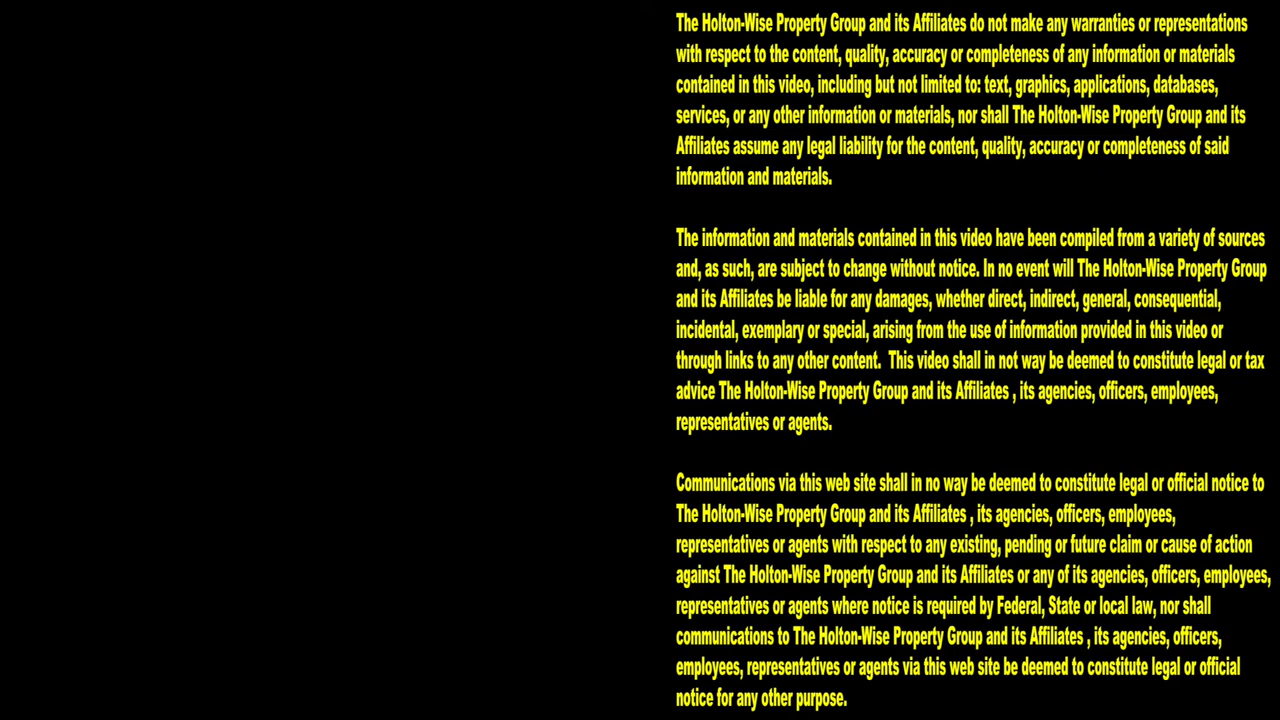 The Holton-Wise Property Group and its Affiliates do not make any warranties or representations
with respect to the content, quality, accuracy or completeness of any information or materials
contained in this video, including but not limited to: text, graphics, applications, databases,
services, or any other information or materials, nor shall The Holton-Wise Property Group and its
Affiliates assume any legal liability for the content, quality, accuracy or completeness of said
information and materials.
The information and materials contained in this video have been compiled from a variety of sources
and, as such, are subject to change without notice. In no event will The Holton-Wise Property Group
and its Affiliates be liable for any damages, whether direct, indirect, general, consequential,
incidental, exemplary or special, arising from the use of information provided in this video or
through links to any other content.  This video shall in not way be deemed to constitute legal or tax
advice The Holton-Wise Property Group and its Affiliates , its agencies, officers, employees,
representatives or agents.
Communications via this web site shall in no way be deemed to constitute legal or official notice to
The Holton-Wise Property Group and its Affiliates , its agencies, officers, employees,
representatives or agents with respect to any existing, pending or future claim or cause of action
against The Holton-Wise Property Group and its Affiliates or any of its agencies, officers, employees,
representatives or agents where notice is required by Federal, State or local law, nor shall
communications to The Holton-Wise Property Group and its Affiliates , its agencies, officers,
employees, representatives or agents via this web site be deemed to constitute legal or official
notice for any other purpose.